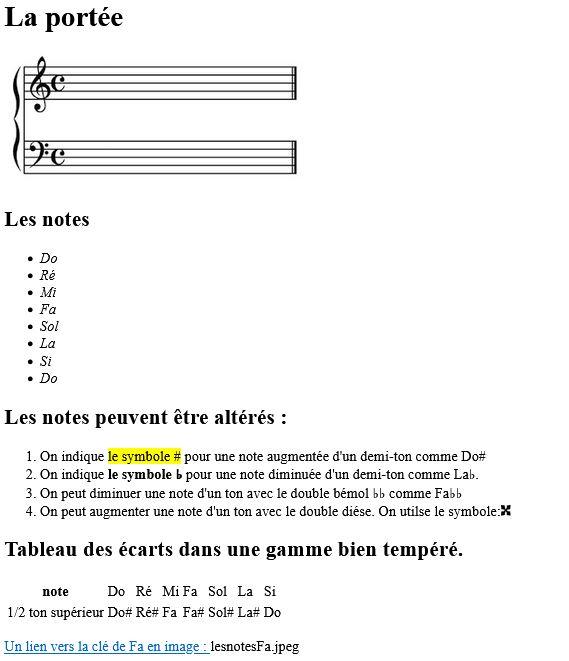 La portée
Les notes
Do
Ré
Mi
Fa
Sol
La
Si
Do
Les notes peuvent être altérés :
1. On indique le symbole # pour une note augmentée d'un demi-ton comme Do#
2. On indique le symbole ♭ pour une note diminuée d'un demi-ton comme La♭.
3. On peut diminuer une note d'un ton avec le double bémol ♭♭ comme Fa♭♭
4. On peut augmenter une note d'un ton avec le double diése. On utilse le symbole:𝄪
Tableau des écarts dans une gamme bien tempéré.
note Do Ré Mi Fa Sol La Si
1/2 ton supérieur Do# Ré# Fa Fa# Sol# La# Do
Un lien vers la clé de Fa en image : lesnotesFa.jpeg